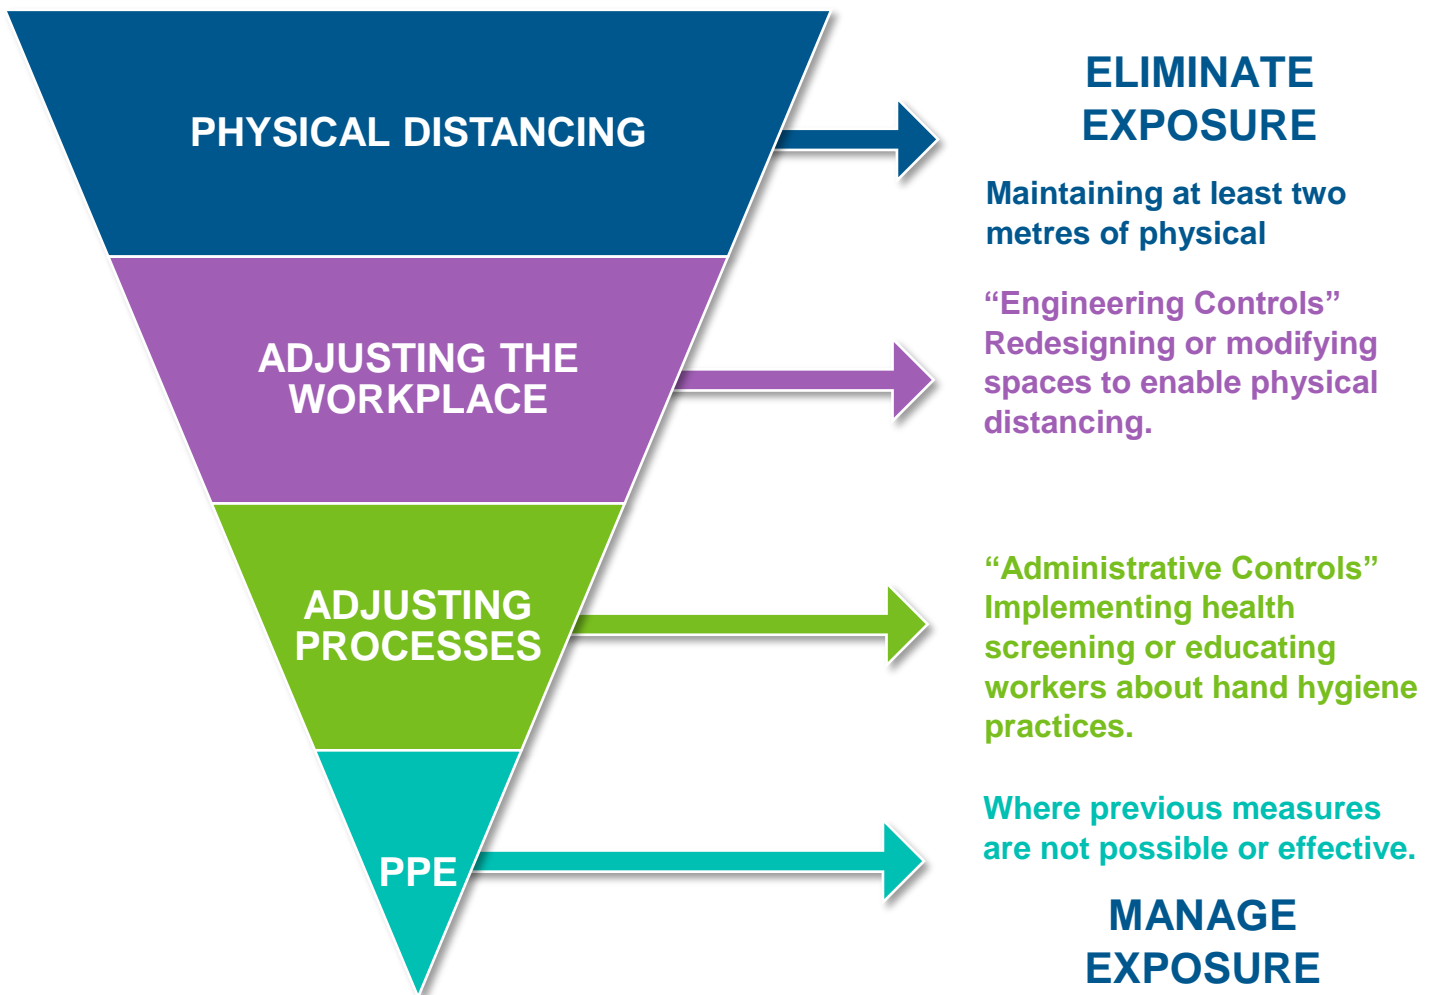 PHYSICAL DISTANCING
ELIMINATE
EXPOSURE
Maintaining at least two
metres of physical
ADJUSTING THE
WORKPLACE
“Engineering Controls”
Redesigning or modifying
spaces to enable physical
distancing.
ADJUSTING
PROCESSES
“Administrative Controls”
Implementing health
screening or educating
workers about hand hygiene
practices.
PPE
Where previous measures
are not possible or effective.
MANAGE
EXPOSURE